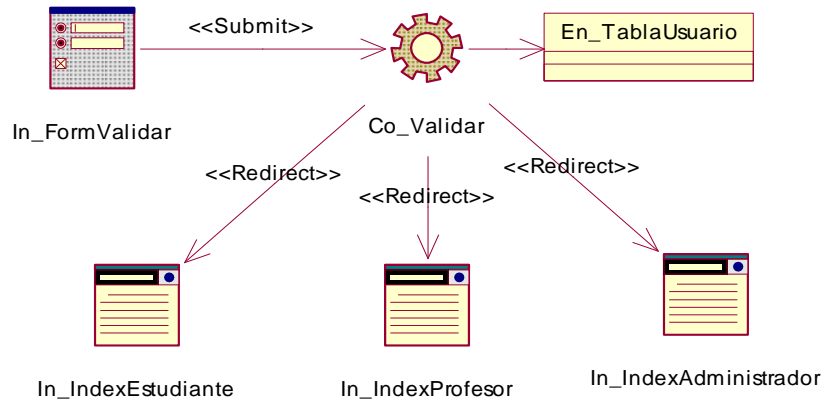 <<Submit>>
En_TablaUsuario
In_FormValidar
Co_Validar
<<Redirect>>
<<Redirect>>
<<Redirect>>
In_IndexEstudiante
In_IndexProfesor
In_IndexAdministrador